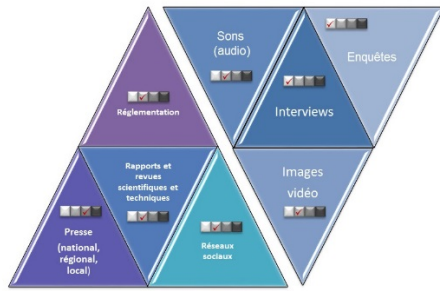 Sons
(audio)
Enquêtes
Interviews
Réglementation
Rapports et
revues
scientifiques et
techniques
Images
vidéo
Presse
(national,
régional,
local)
Réseaux
sociaux